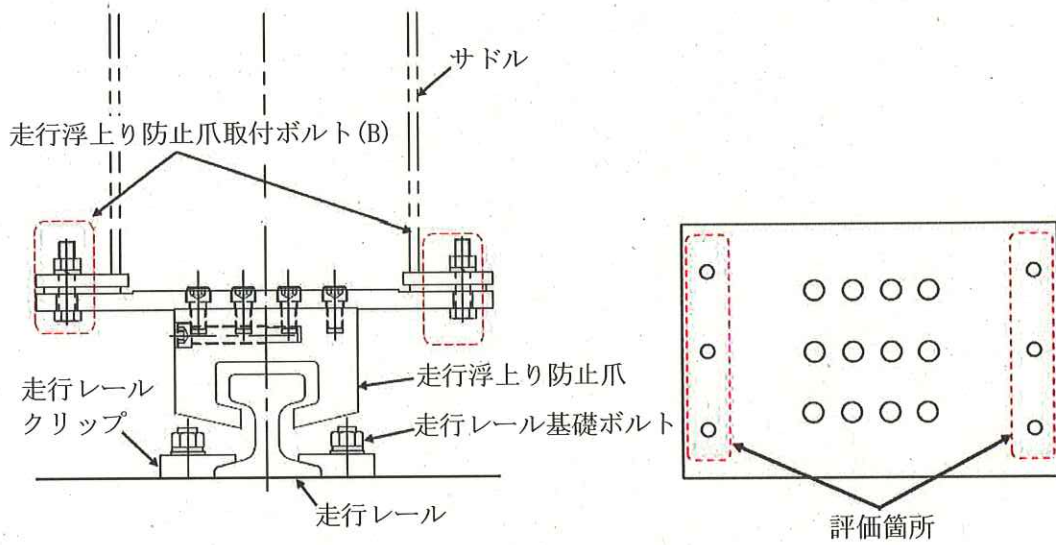 サドル
走行浮上り防止爪取付ボルト(B)
走行レール
クリップ
走行浮上り防止爪
走行レール基礎ボルト
走行レール
評価箇所